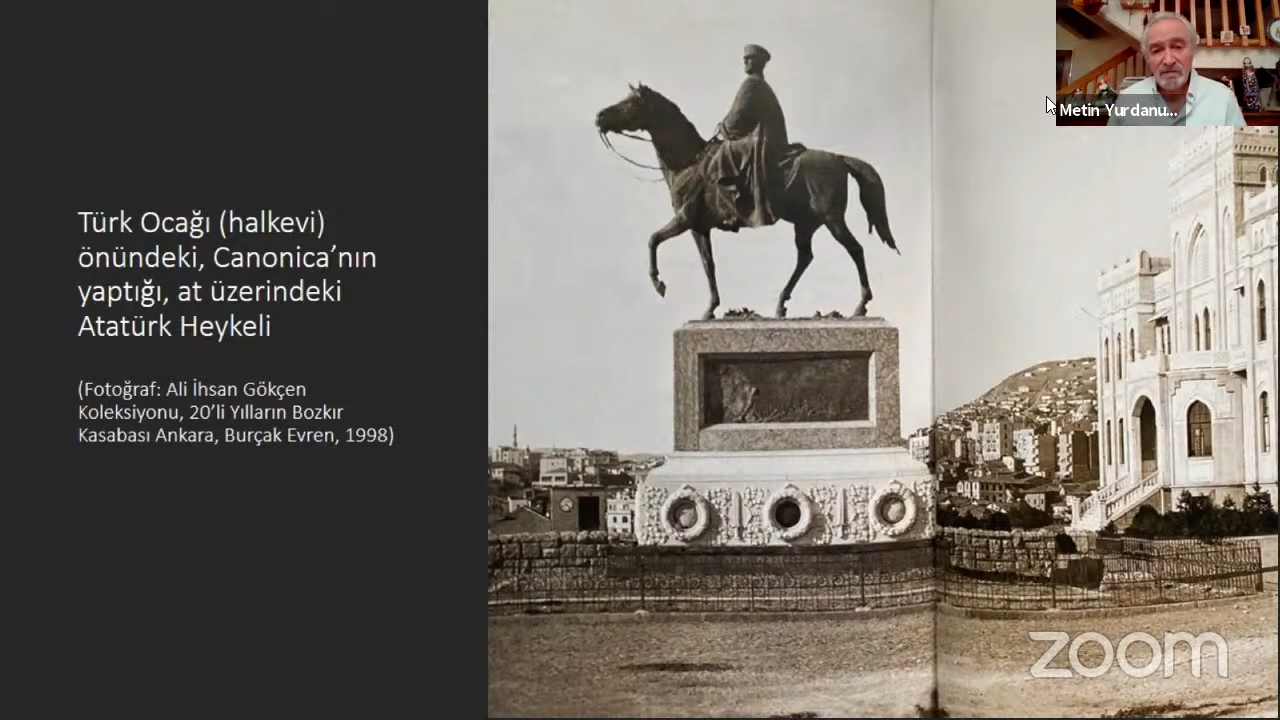 Metin Yurdanu...
Türk Ocağı (halkevi)
önündeki, Canonica’nın
yaptığı, at üzerindeki
Atatürk Heykeli
(Fotoğraf: Ali İhsan Gökçen
Koleksiyonu, 20’li Yılların Bozkır
Kasabası Ankara, Burçak Evren, 1998)
zoom